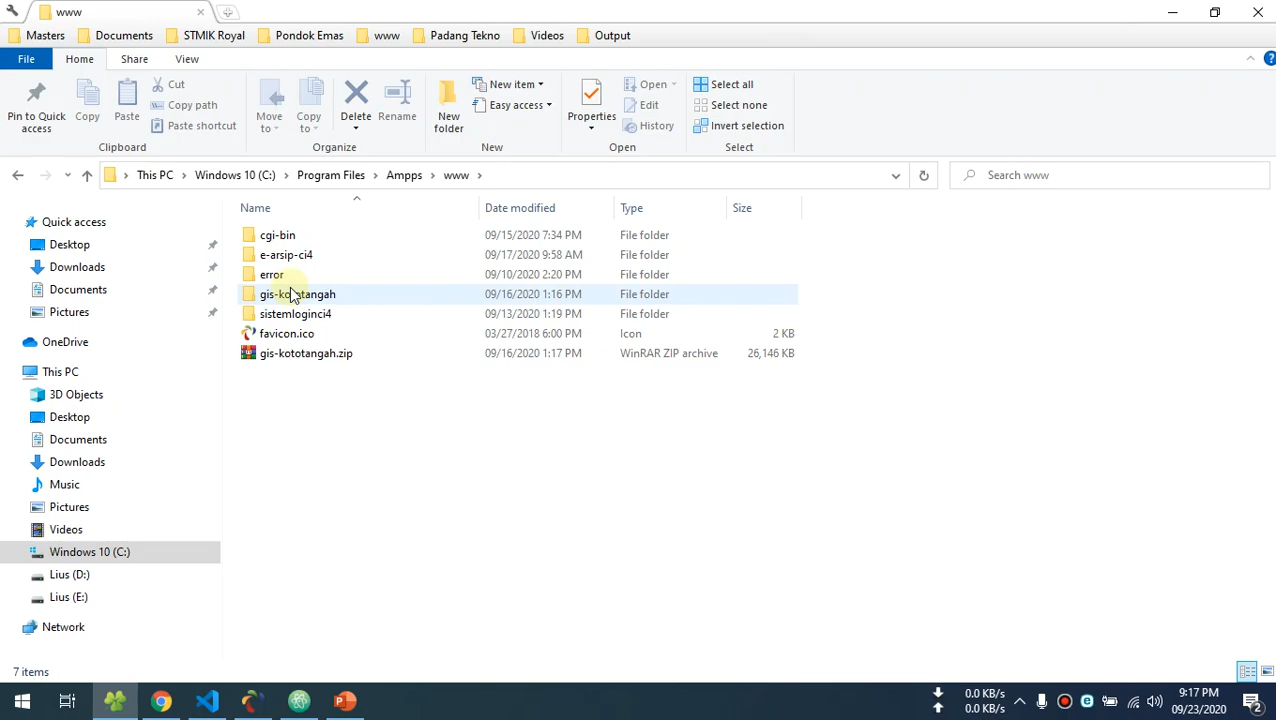 www
Masters Documents STMIK Royal Pondok Emas www Padang Tekno Videos Output
File Home Share View
Pin to Quick access
Copy
Paste
Cut
Copy path
Paste shortcut
Clipboard
Move to
Copy to
Delete
Rename
Organize
New folder
New item
Easy access
New
Properties
Open
Edit
History
Open
Select all
Select none
Invert selection
Select
This PC > Windows 10 (C:) > Program Files > Ampps > www >
Search www
Name Date modified Type Size
cgi-bin 09/15/2020 7:34 PM File folder
e-arsip-ci4 09/17/2020 9:58 AM File folder
error 09/10/2020 2:20 PM File folder
gis-kototangah 09/16/2020 1:16 PM File folder
sistemloginci4 09/13/2020 1:19 PM File folder
favicon.ico 03/27/2018 6:00 PM Icon 2 KB
gis-kototangah.zip 09/16/2020 1:17 PM WinRAR ZIP archive 26,146 KB
Quick access
Desktop
Downloads
Documents
Pictures
OneDrive
This PC
3D Objects
Desktop
Documents
Downloads
Music
Pictures
Videos
Windows 10 (C:)
Lius (D:)
Lius (E:)
Network
7 items
0.0 KB/s
0.0 KB/s
9:17 PM
09/23/2020
2